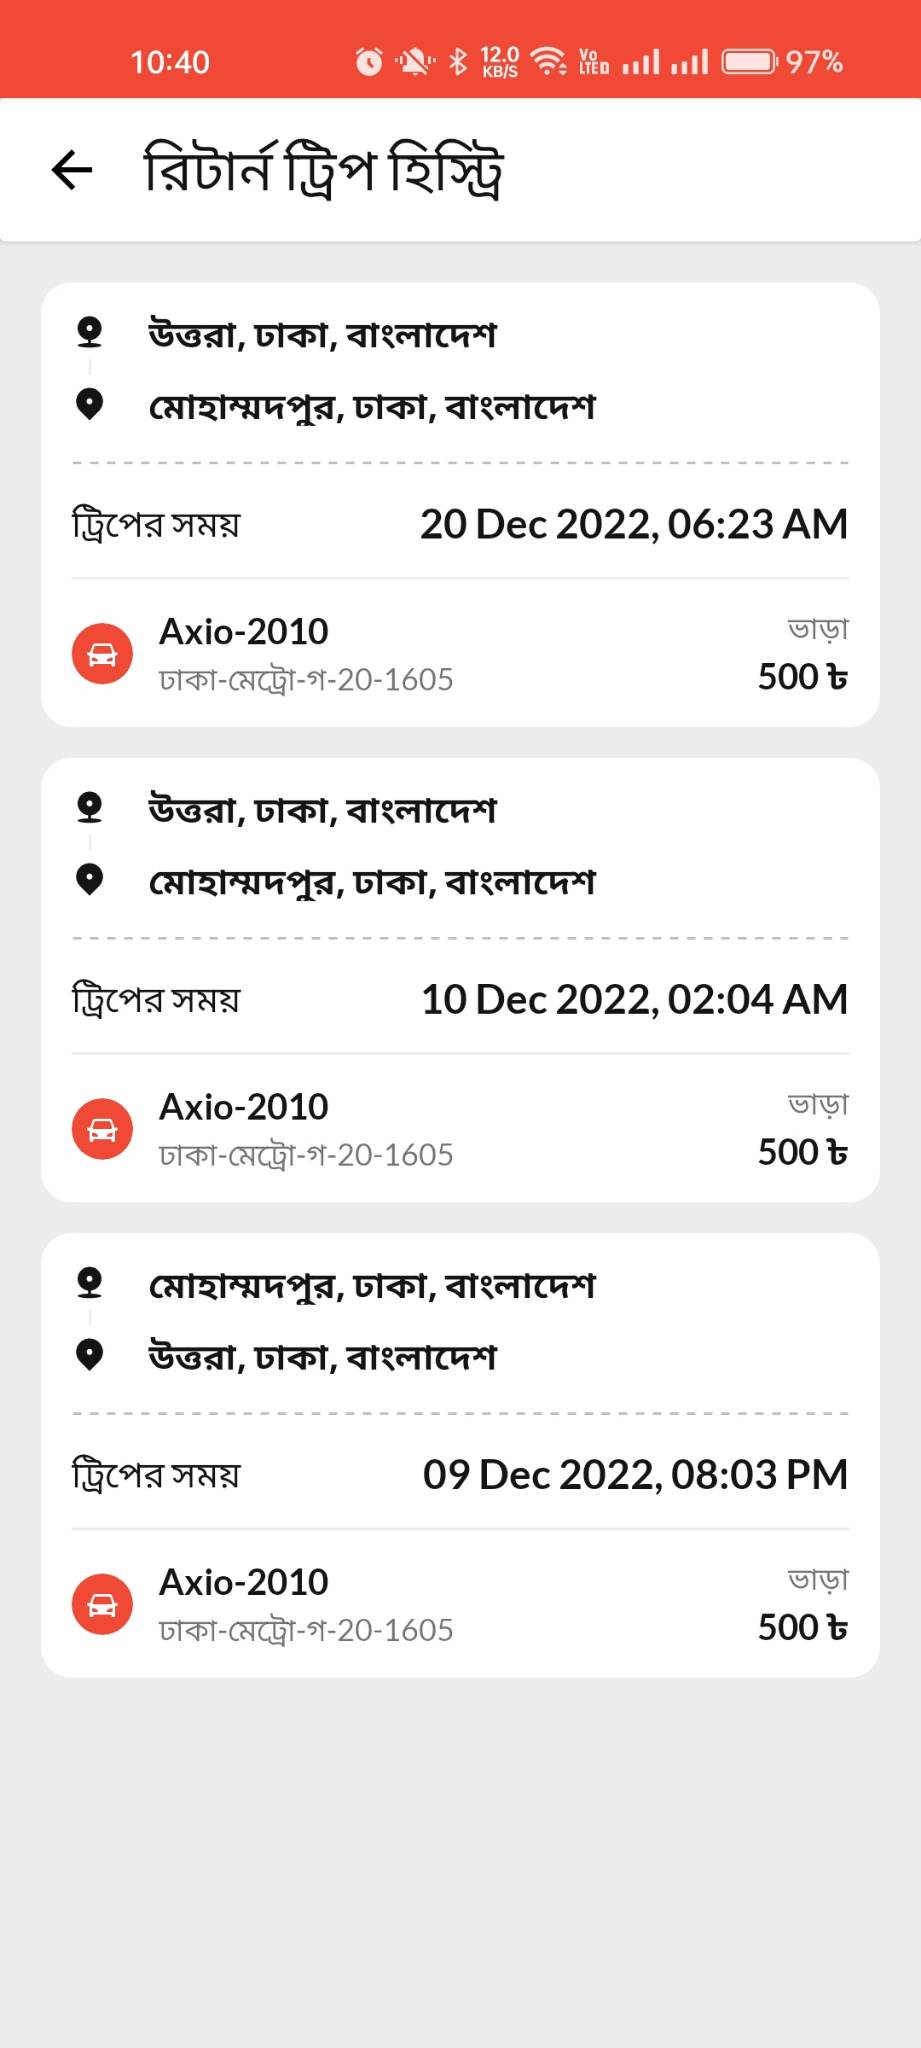 10:40 12.0 KB/S Vo LTED 97%
রিটার্ন ট্রিপ হিস্ট্রি
উত্তরা, ঢাকা, বাংলাদেশ
মোহাম্মদপুর, ঢাকা, বাংলাদেশ
ট্রিপের সময় 20 Dec 2022, 06:23 AM
Axio-2010 ভাড়া
ঢাকা-মেট্রো-গ-20-1605 500 ৳
উত্তরা, ঢাকা, বাংলাদেশ
মোহাম্মদপুর, ঢাকা, বাংলাদেশ
ট্রিপের সময় 10 Dec 2022, 02:04 AM
Axio-2010 ভাড়া
ঢাকা-মেট্রো-গ-20-1605 500 ৳
মোহাম্মদপুর, ঢাকা, বাংলাদেশ
উত্তরা, ঢাকা, বাংলাদেশ
ট্রিপের সময় 09 Dec 2022, 08:03 PM
Axio-2010 ভাড়া
ঢাকা-মেট্রো-গ-20-1605 500 ৳